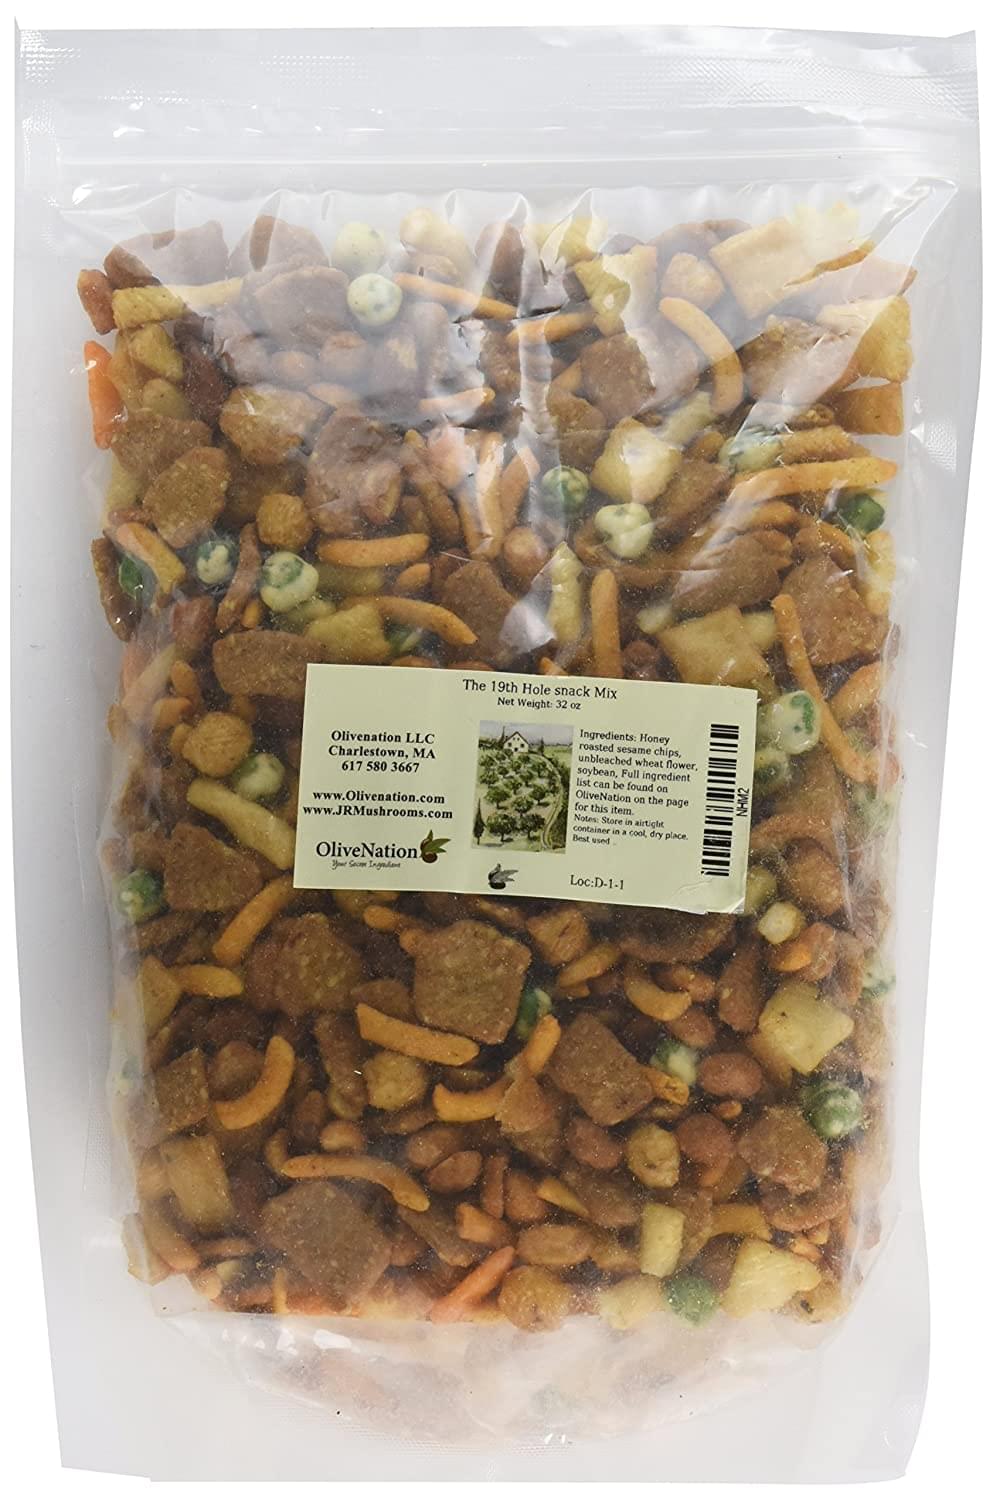 The 19th Hole snack Mix
Net Weight: 32 oz
Olivenation LLC
Charlestown, MA
617 580 3667
www.Olivenation.com
www.JRMushrooms.com
OliveNation
Your Secret Ingredient
Ingredients: Honey
roasted sesame chips,
unbleached wheat flower,
soybean, Full ingredient
list can be found on
OliveNation on the page
for this item.
Notes: Store in airtight
container in a cool, dry place.
Best used ..
Loc:D-1-1
NHM2